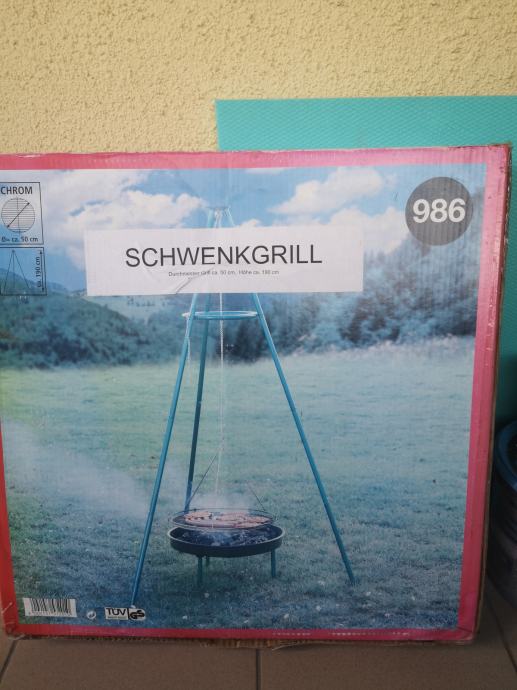 CHROM
Ø= ca. 50 cm
ca. 190 cm
986
SCHWENKGRILL
Durchmesser Grill ca. 50 cm, Höhe ca. 190 cm
TÜV
GS